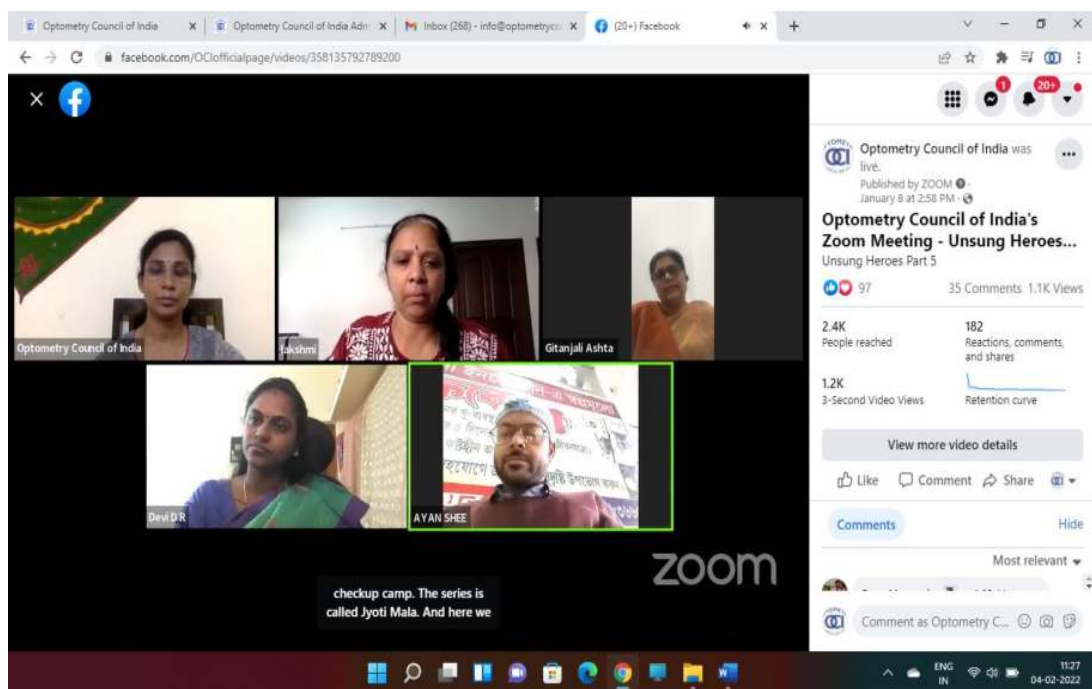 Optometry Council of India
Optometry Council of India Adm
Inbox (268) - info@optometryco
(20+) Facebook
facebook.com/OCIofficialpage/videos/358135792789200
1
20+
Optometry Council of India was
live.
Published by ZOOM
January 8 at 2:58 PM
Optometry Council of India's
Zoom Meeting - Unsung Heroes...
Unsung Heroes Part 5
97
35 Comments 1.1K Views
2.4K
People reached
182
Reactions, comments,
and shares
1.2K
3-Second Video Views
Retention curve
View more video details
Like
Comment
Share
Comments
Hide
Most relevant
Comment as Optometry C...
Optometry Council of India
lakshmi
Gitanjali Ashta
Devi D R
AYAN SHEE
zoom
checkup camp. The series is
called Jyoti Mala. And here we
ENG
IN
11:27
04-02-2022